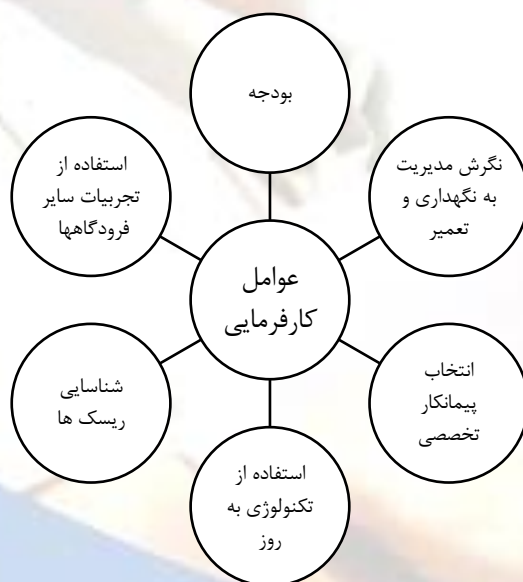 بودجه
نگرش مدیریت
به نگهداری و
تعمیر
انتخاب
پیمانکار
تخصصی
استفاده از
تکنولوژی به
روز
شناسایی
ریسک ها
استفاده از
تجربیات سایر
فرودگاهها
عوامل
کارفرمایی